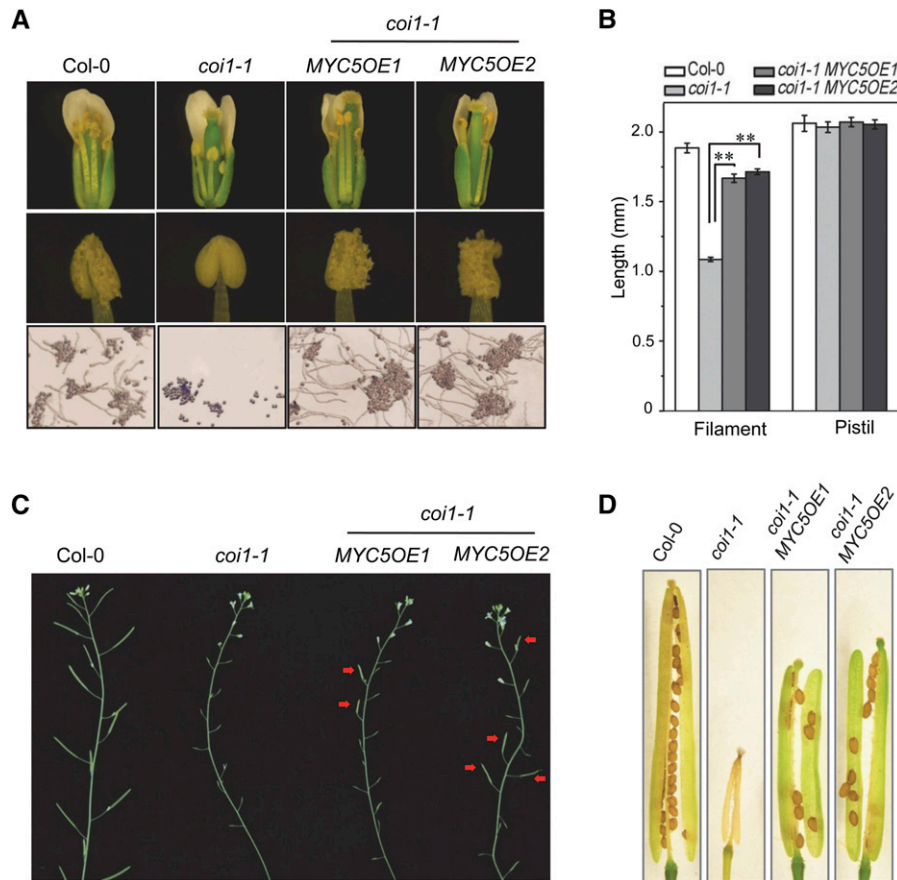 A
coi1-1
Col-0 coi1-1 MYC5OE1 MYC5OE2
B
Col-0 coi1-1 MYC5OE1
coi1-1 coi1-1 MYC5OE2
Length (mm)
2.0
1.5
1.0
0.5
0
**
**
Filament Pistil
C
coi1-1
Col-0 coi1-1 MYC5OE1 MYC5OE2
D
Col-0
coi1-1
coi1-1
MYC5OE1
coi1-1
MYC5OE2